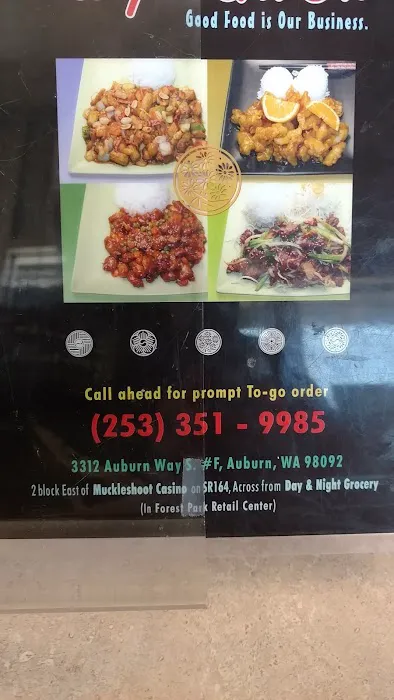 Good Food is Our Business.
Call ahead for prompt To-go order
(253) 351 - 9985
3312 Auburn Way S. #F, Auburn, WA 98092
2 block East of Muckleshoot Casino on SR164, Across from Day & Night Grocery
(In Forest Park Retail Center)